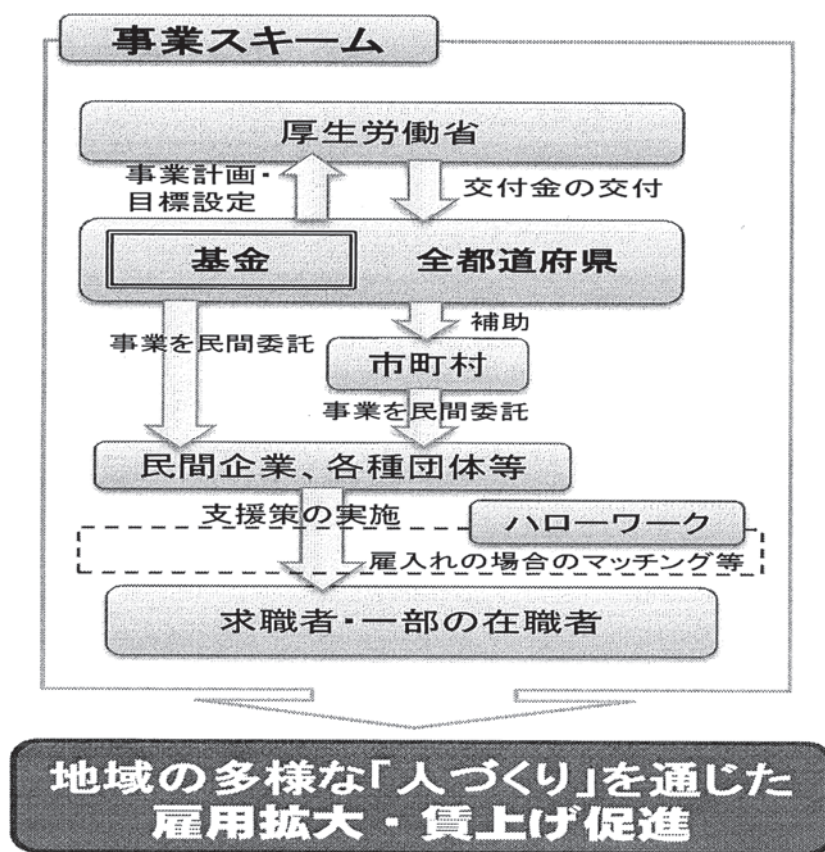 事業スキーム
厚生労働省
事業計画・
目標設定
交付金の交付
基金
全都道府県
補助
事業を民間委託
市町村
事業を民間委託
民間企業、各種団体等
支援策の実施
ハローワーク
雇入れの場合のマッチング等
求職者・一部の在職者
地域の多様な「人づくり」を通じた
雇用拡大・賃上げ促進